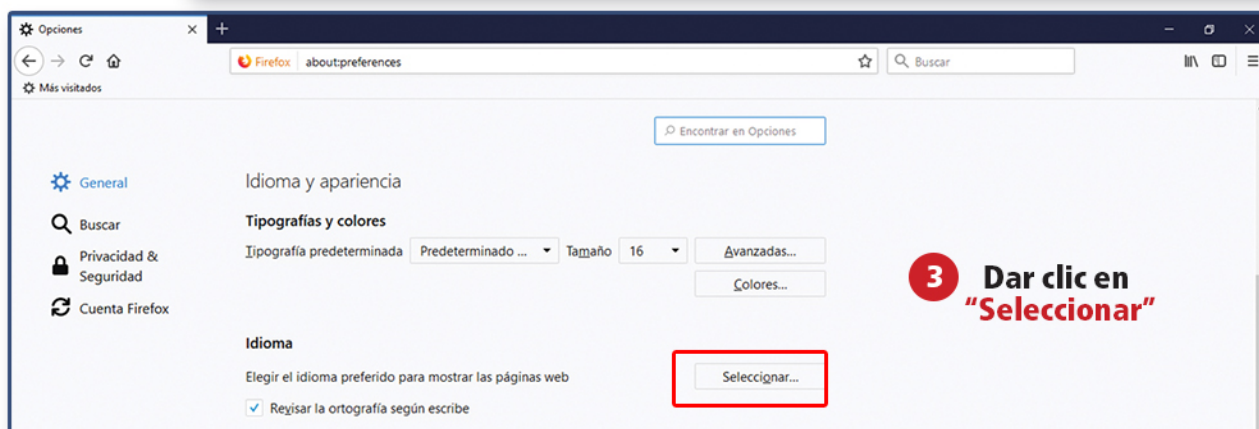 Opciones
Firefox about:preferences
Buscar
Más visitados
Encontrar en Opciones
General
Buscar
Privacidad &
Seguridad
Cuenta Firefox
Idioma y apariencia
Tipografías y colores
Tipografía predeterminada Predeterminado ... Tamaño 16 Avanzadas...
Colores...
Idioma
Elegir el idioma preferido para mostrar las páginas web Seleccionar...
Revisar la ortografía según escribe
3 Dar clic en
“Seleccionar”